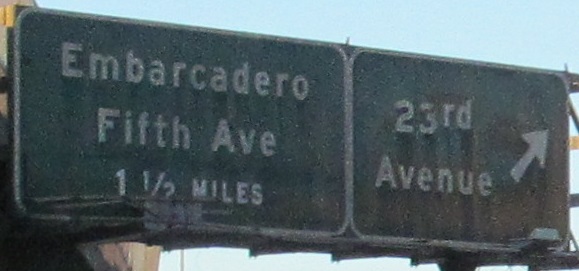 Embarcadero
Fifth Ave
1 1/2 MILES
23rd
Avenue